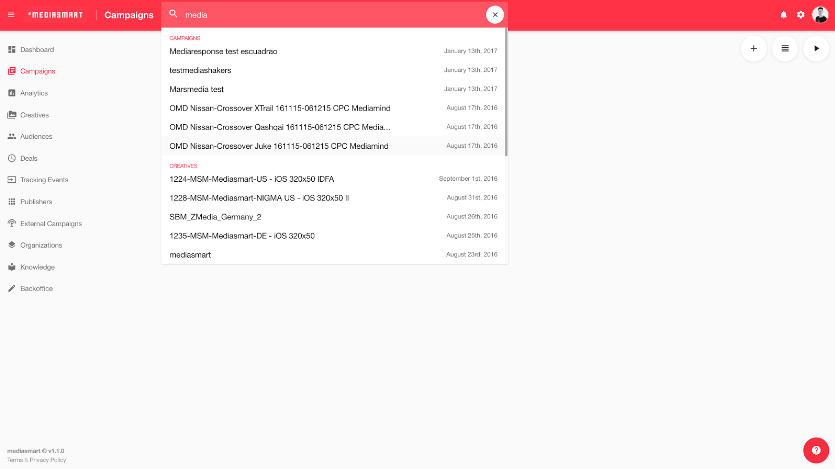 *MEDIASMART
Campaigns
media
Dashboard
Campaigns
Analytics
Creatives
Audiences
Deals
Tracking Events
Publishers
External Campaigns
Organizations
Knowledge
Backoffice
CAMPAIGNS
Mediaresponse test escuadrao January 13th, 2017
testmediashakers January 13th, 2017
Marsmedia test January 13th, 2017
OMD Nissan-Crossover XTrail 161115-061215 CPC Mediamind August 17th, 2016
OMD Nissan-Crossover Qashqai 161115-061215 CPC Media... August 17th, 2016
OMD Nissan-Crossover Juke 161115-061215 CPC Mediamind August 17th, 2016
CREATIVES
1224-MSM-Mediasmart-US - iOS 320x50 IDFA September 1st, 2016
1228-MSM-Mediasmart-NIGMA US - iOS 320x50 II August 31st, 2016
SBM_ZMedia_Germany_2 August 26th, 2016
1235-MSM-Mediasmart-DE - iOS 320x50 August 25th, 2016
mediasmart August 23rd, 2016
mediasmart © v1.1.0
Terms & Privacy Policy